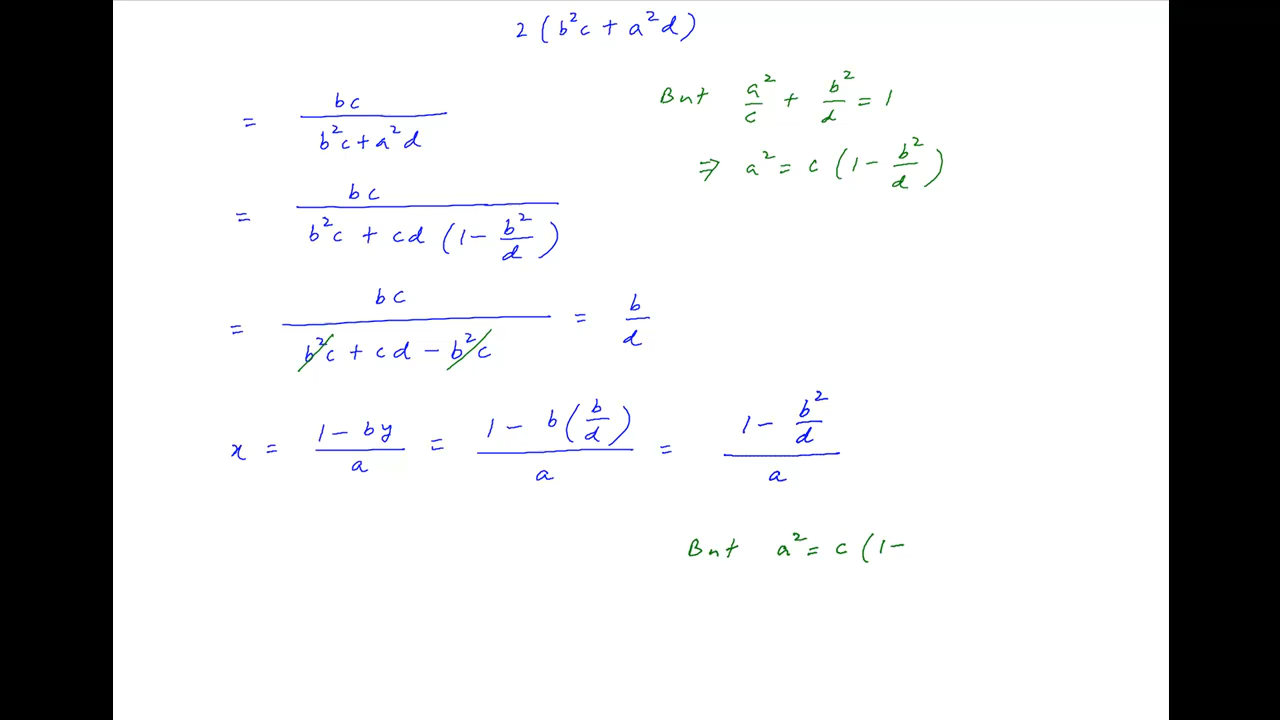 2 (b²c + a²d)
But a²/c + b²/d = 1
= bc / (b²c + a²d)
⇒ a² = c (1 - b²/d)
= bc / (b²c + cd (1 - b²/d))
= bc / (b²c + cd - b²c) = b/d
x = (1 - by)/a = (1 - b(b/d))/a = (1 - b²/d)/a
But a² = c (1 -